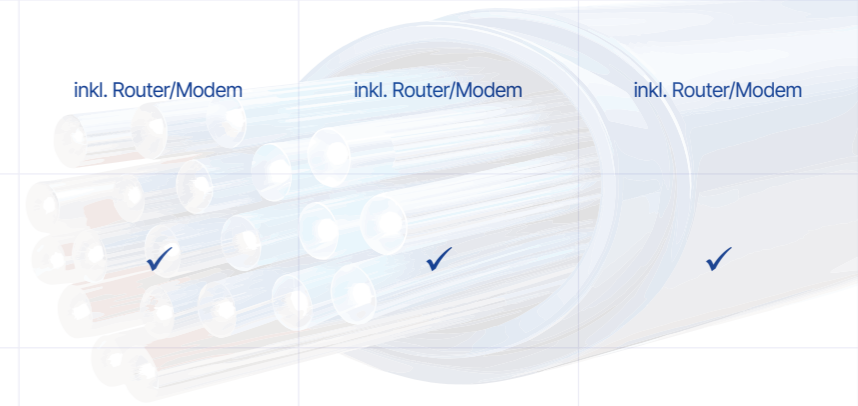 inkl. Router/Modem inkl. Router/Modem inkl. Router/Modem
✓ ✓ ✓